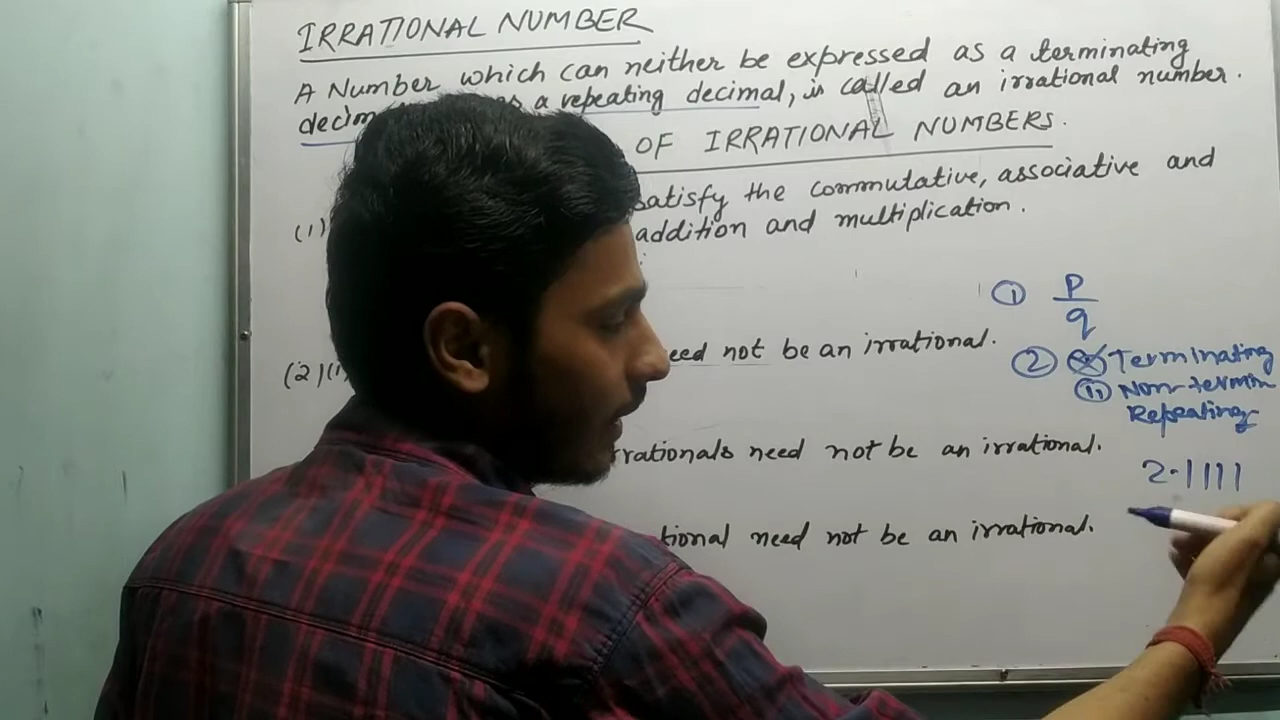 IRRATIONAL NUMBER
A Number which can neither be expressed as a terminating
a repeating decimal, is called an irrational number.
OF IRRATIONAL NUMBERS.
(1) satisfy the commutative, associative and
addition and multiplication.
① P
q
(2) need not be an irrational.
② Terminating
(ii) Non-termin
Repeating
rrationals need not be an irrational.
2.1111
tional need not be an irrational.